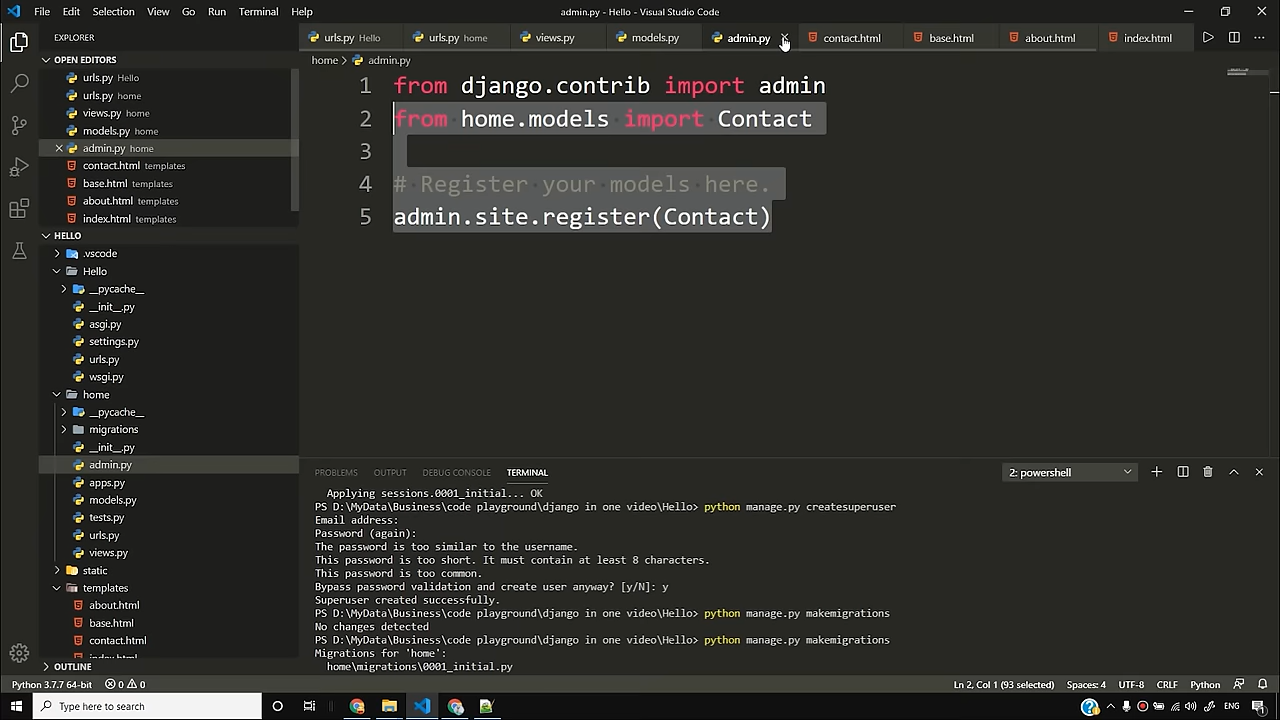 File Edit Selection View Go Run Terminal Help
admin.py - Hello - Visual Studio Code
EXPLORER
OPEN EDITORS
urls.py Hello
urls.py home
views.py home
models.py home
admin.py home
contact.html templates
base.html templates
about.html templates
index.html templates
HELLO
.vscode
Hello
__pycache__
__init__.py
asgi.py
settings.py
urls.py
wsgi.py
home
__pycache__
migrations
__init__.py
admin.py
apps.py
models.py
tests.py
urls.py
views.py
static
templates
about.html
base.html
contact.html
index.html
OUTLINE
urls.py Hello urls.py home views.py models.py admin.py contact.html base.html about.html index.html
home > admin.py
1 from django.contrib import admin
2 from home.models import Contact
3
4 # Register your models here.
5 admin.site.register(Contact)
PROBLEMS OUTPUT DEBUG CONSOLE TERMINAL
2: powershell
Applying sessions.0001_initial... OK
PS D:\MyData\Business\code playground\django in one video\Hello> python manage.py createsuperuser
Email address:
Password (again):
The password is too similar to the username.
This password is too short. It must contain at least 8 characters.
This password is too common.
Bypass password validation and create user anyway? [y/N]: y
Superuser created successfully.
PS D:\MyData\Business\code playground\django in one video\Hello> python manage.py makemigrations
No changes detected
PS D:\MyData\Business\code playground\django in one video\Hello> python manage.py makemigrations
Migrations for 'home':
home\migrations\0001_initial.py
Python 3.7.7 64-bit 0 0 Ln 2, Col 1 (93 selected) Spaces: 4 UTF-8 CRLF Python
Type here to search
ENG